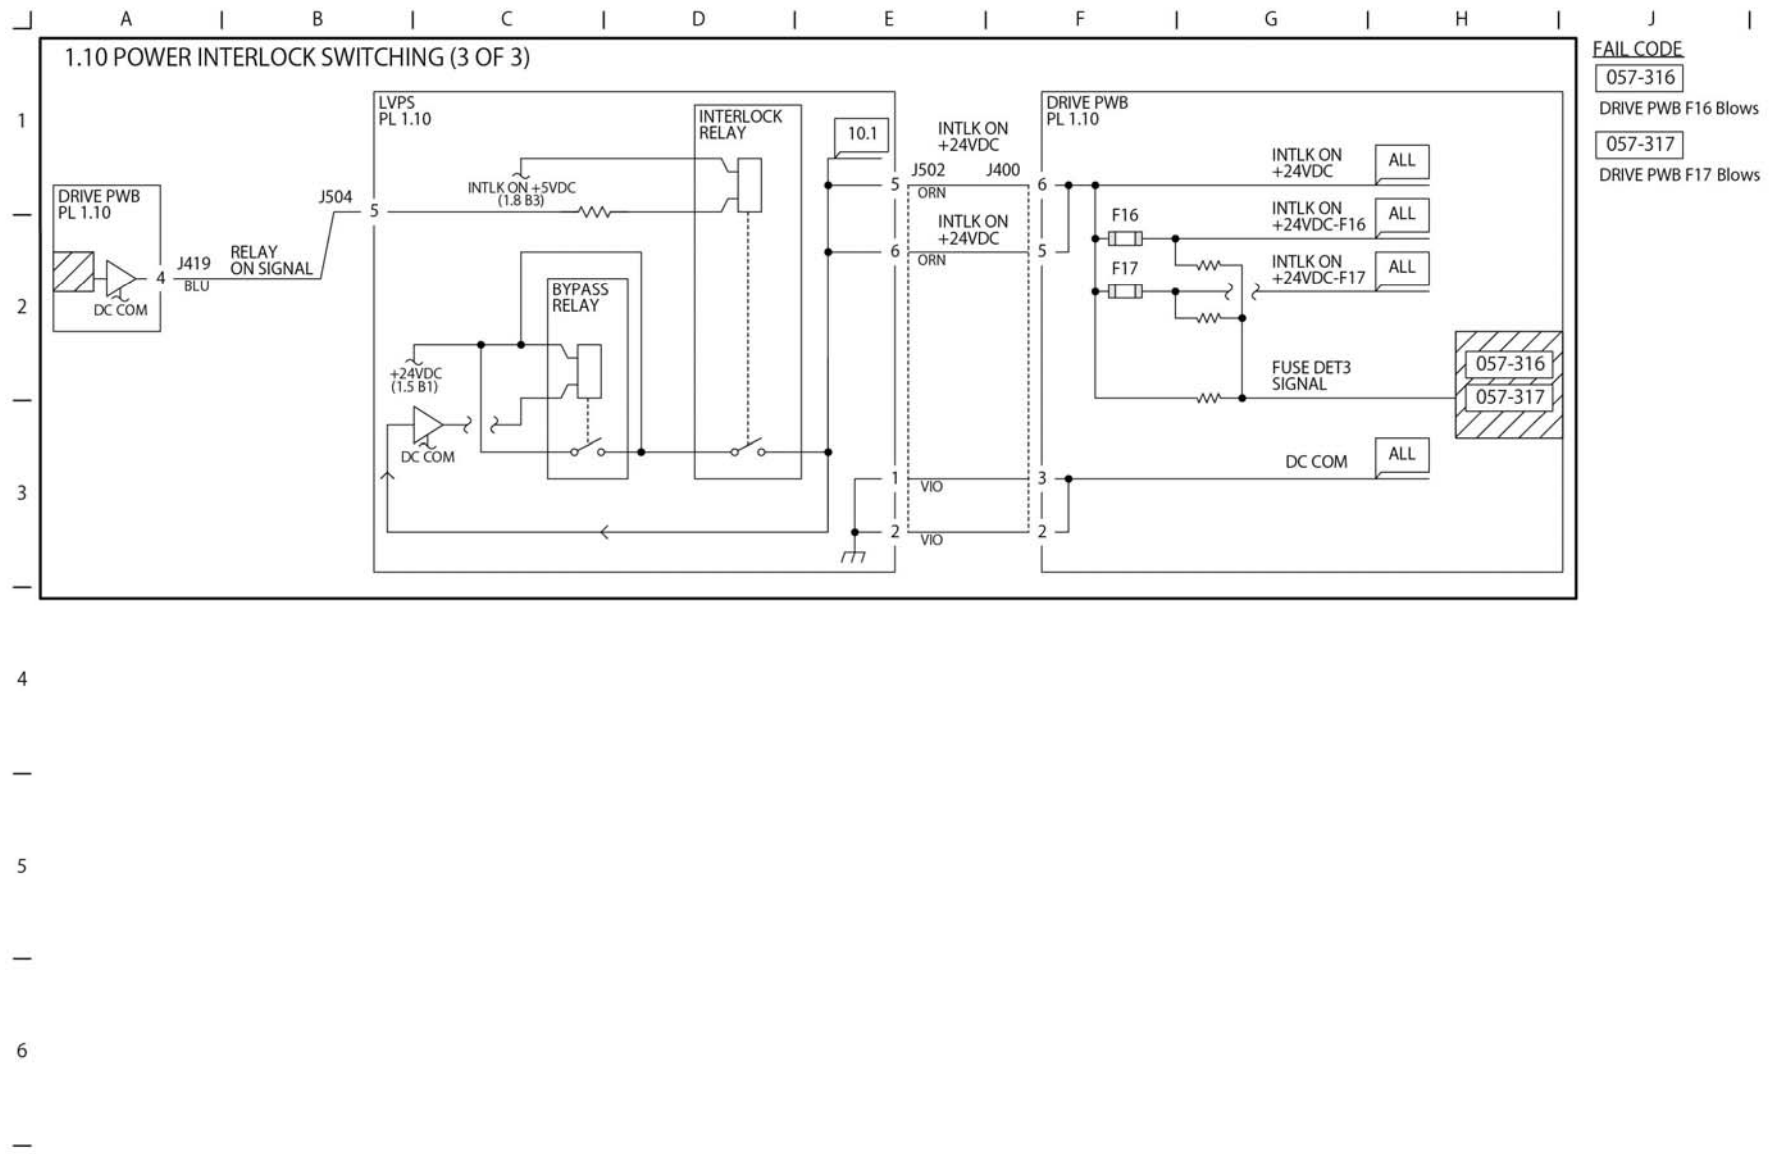 A B C D E F G H J
1.10 POWER INTERLOCK SWITCHING (3 OF 3)
FAIL CODE
057-316
DRIVE PWB F16 Blows
057-317
DRIVE PWB F17 Blows
1
2
3
4
5
6
DRIVE PWB
PL 1.10
DC COM
4
J419
BLU
RELAY
ON SIGNAL
J504
5
LVPS
PL 1.10
INTLK ON +5VDC
(1.8 B3)
INTERLOCK
RELAY
BYPASS
RELAY
+24VDC
(1.5 B1)
DC COM
10.1
INTLK ON
+24VDC
J502
J400
5
ORN
6
INTLK ON
+24VDC
6
ORN
5
1
VIO
3
2
VIO
2
DRIVE PWB
PL 1.10
INTLK ON
+24VDC
ALL
F16
INTLK ON
+24VDC-F16
ALL
F17
INTLK ON
+24VDC-F17
ALL
FUSE DET3
SIGNAL
057-316
057-317
DC COM
ALL